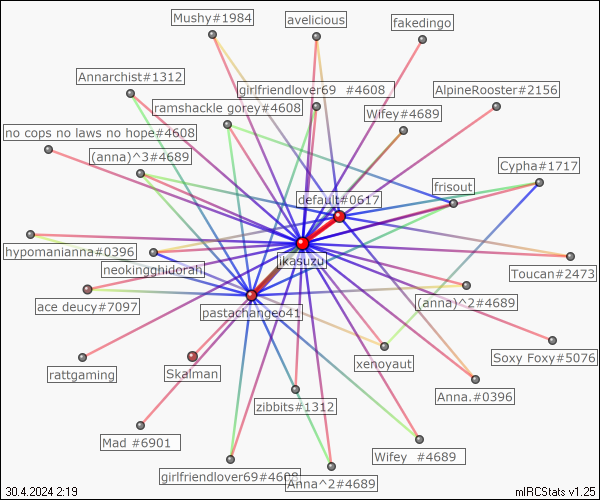 Mushy#1984
avelicious
fakedingo
Annarchist#1312
girlfriendlover69 #4608
AlpineRooster#2156
ramshackle gorey#4608
Wifey#4689
no cops no laws no hope#4608
(anna)^3#4689
Cypha#1717
frisout
default#0617
hypomanianna#0396
ikasuzu
neokingghidorah
Toucan#2473
ace deucy#7097
(anna)^2#4689
pastachangeo41
Soxy Foxy#5076
rattgaming
Skalman
xenoyaut
Anna.#0396
zibbits#1312
Mad #6901
Wifey #4689
girlfriendlover69#4608
Anna^2#4689
30.4.2024 2:19
mIRCStats v1.25